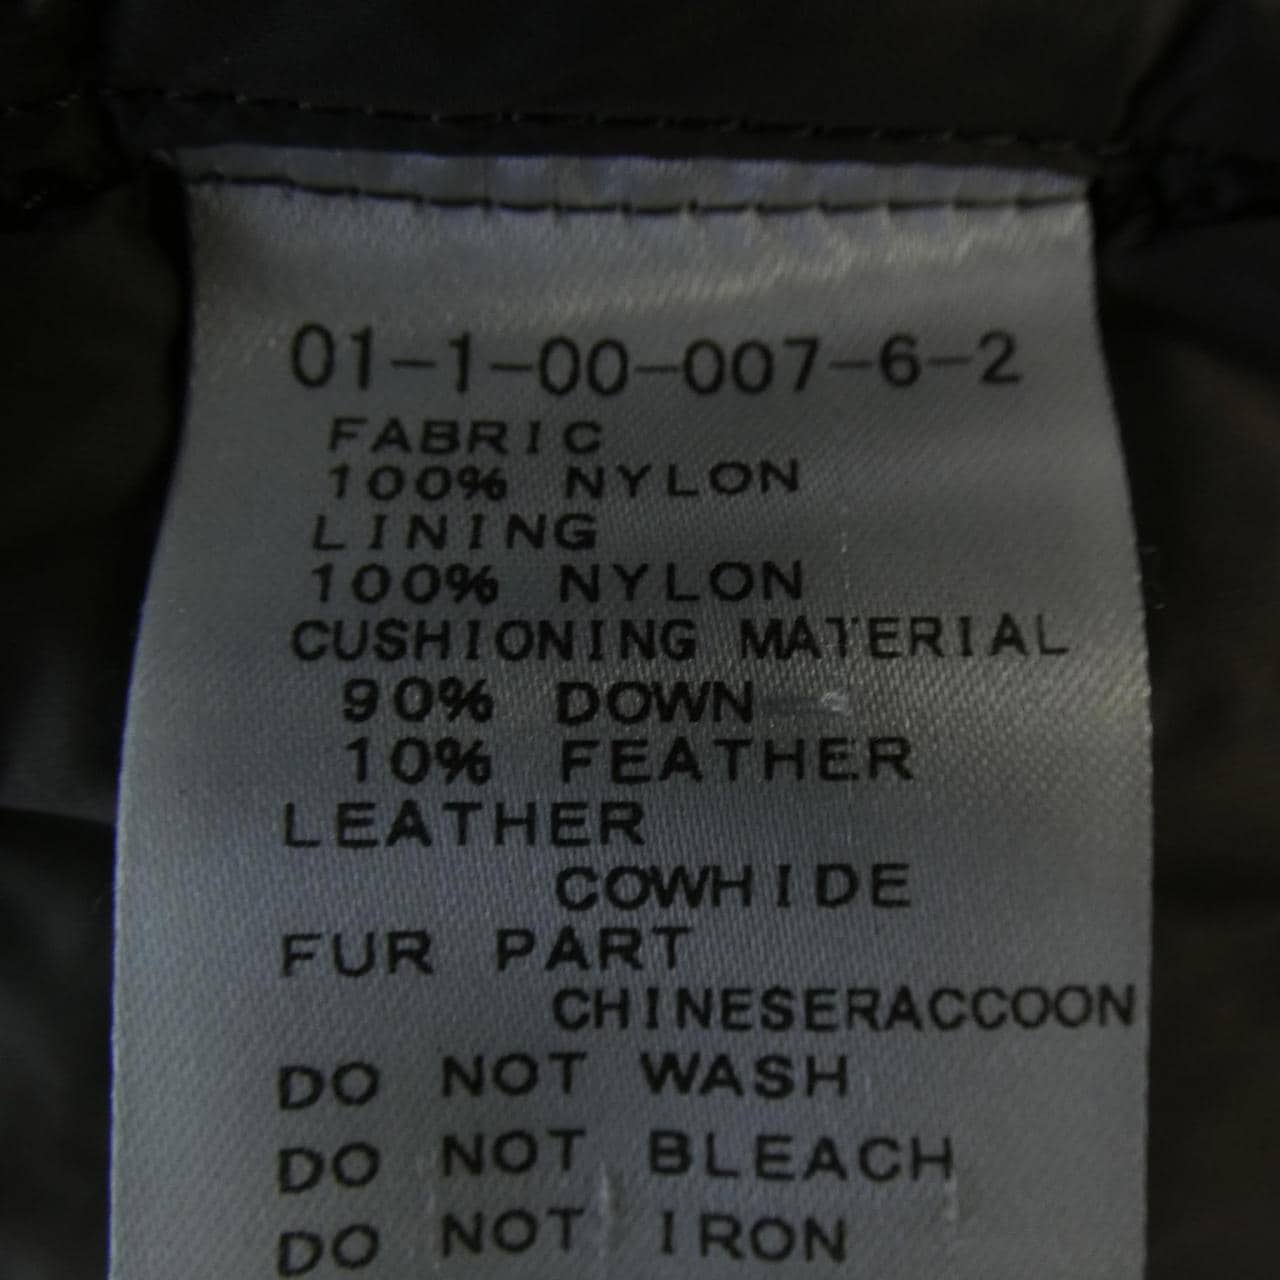 01-1-00-007-6-2
FABRIC
100% NYLON
LINING
100% NYLON
CUSHIONING MATERIAL
90% DOWN
10% FEATHER
LEATHER
COWHIDE
FUR PART
CHINESERACCOON
DO NOT WASH
DO NOT BLEACH
DO NOT IRON